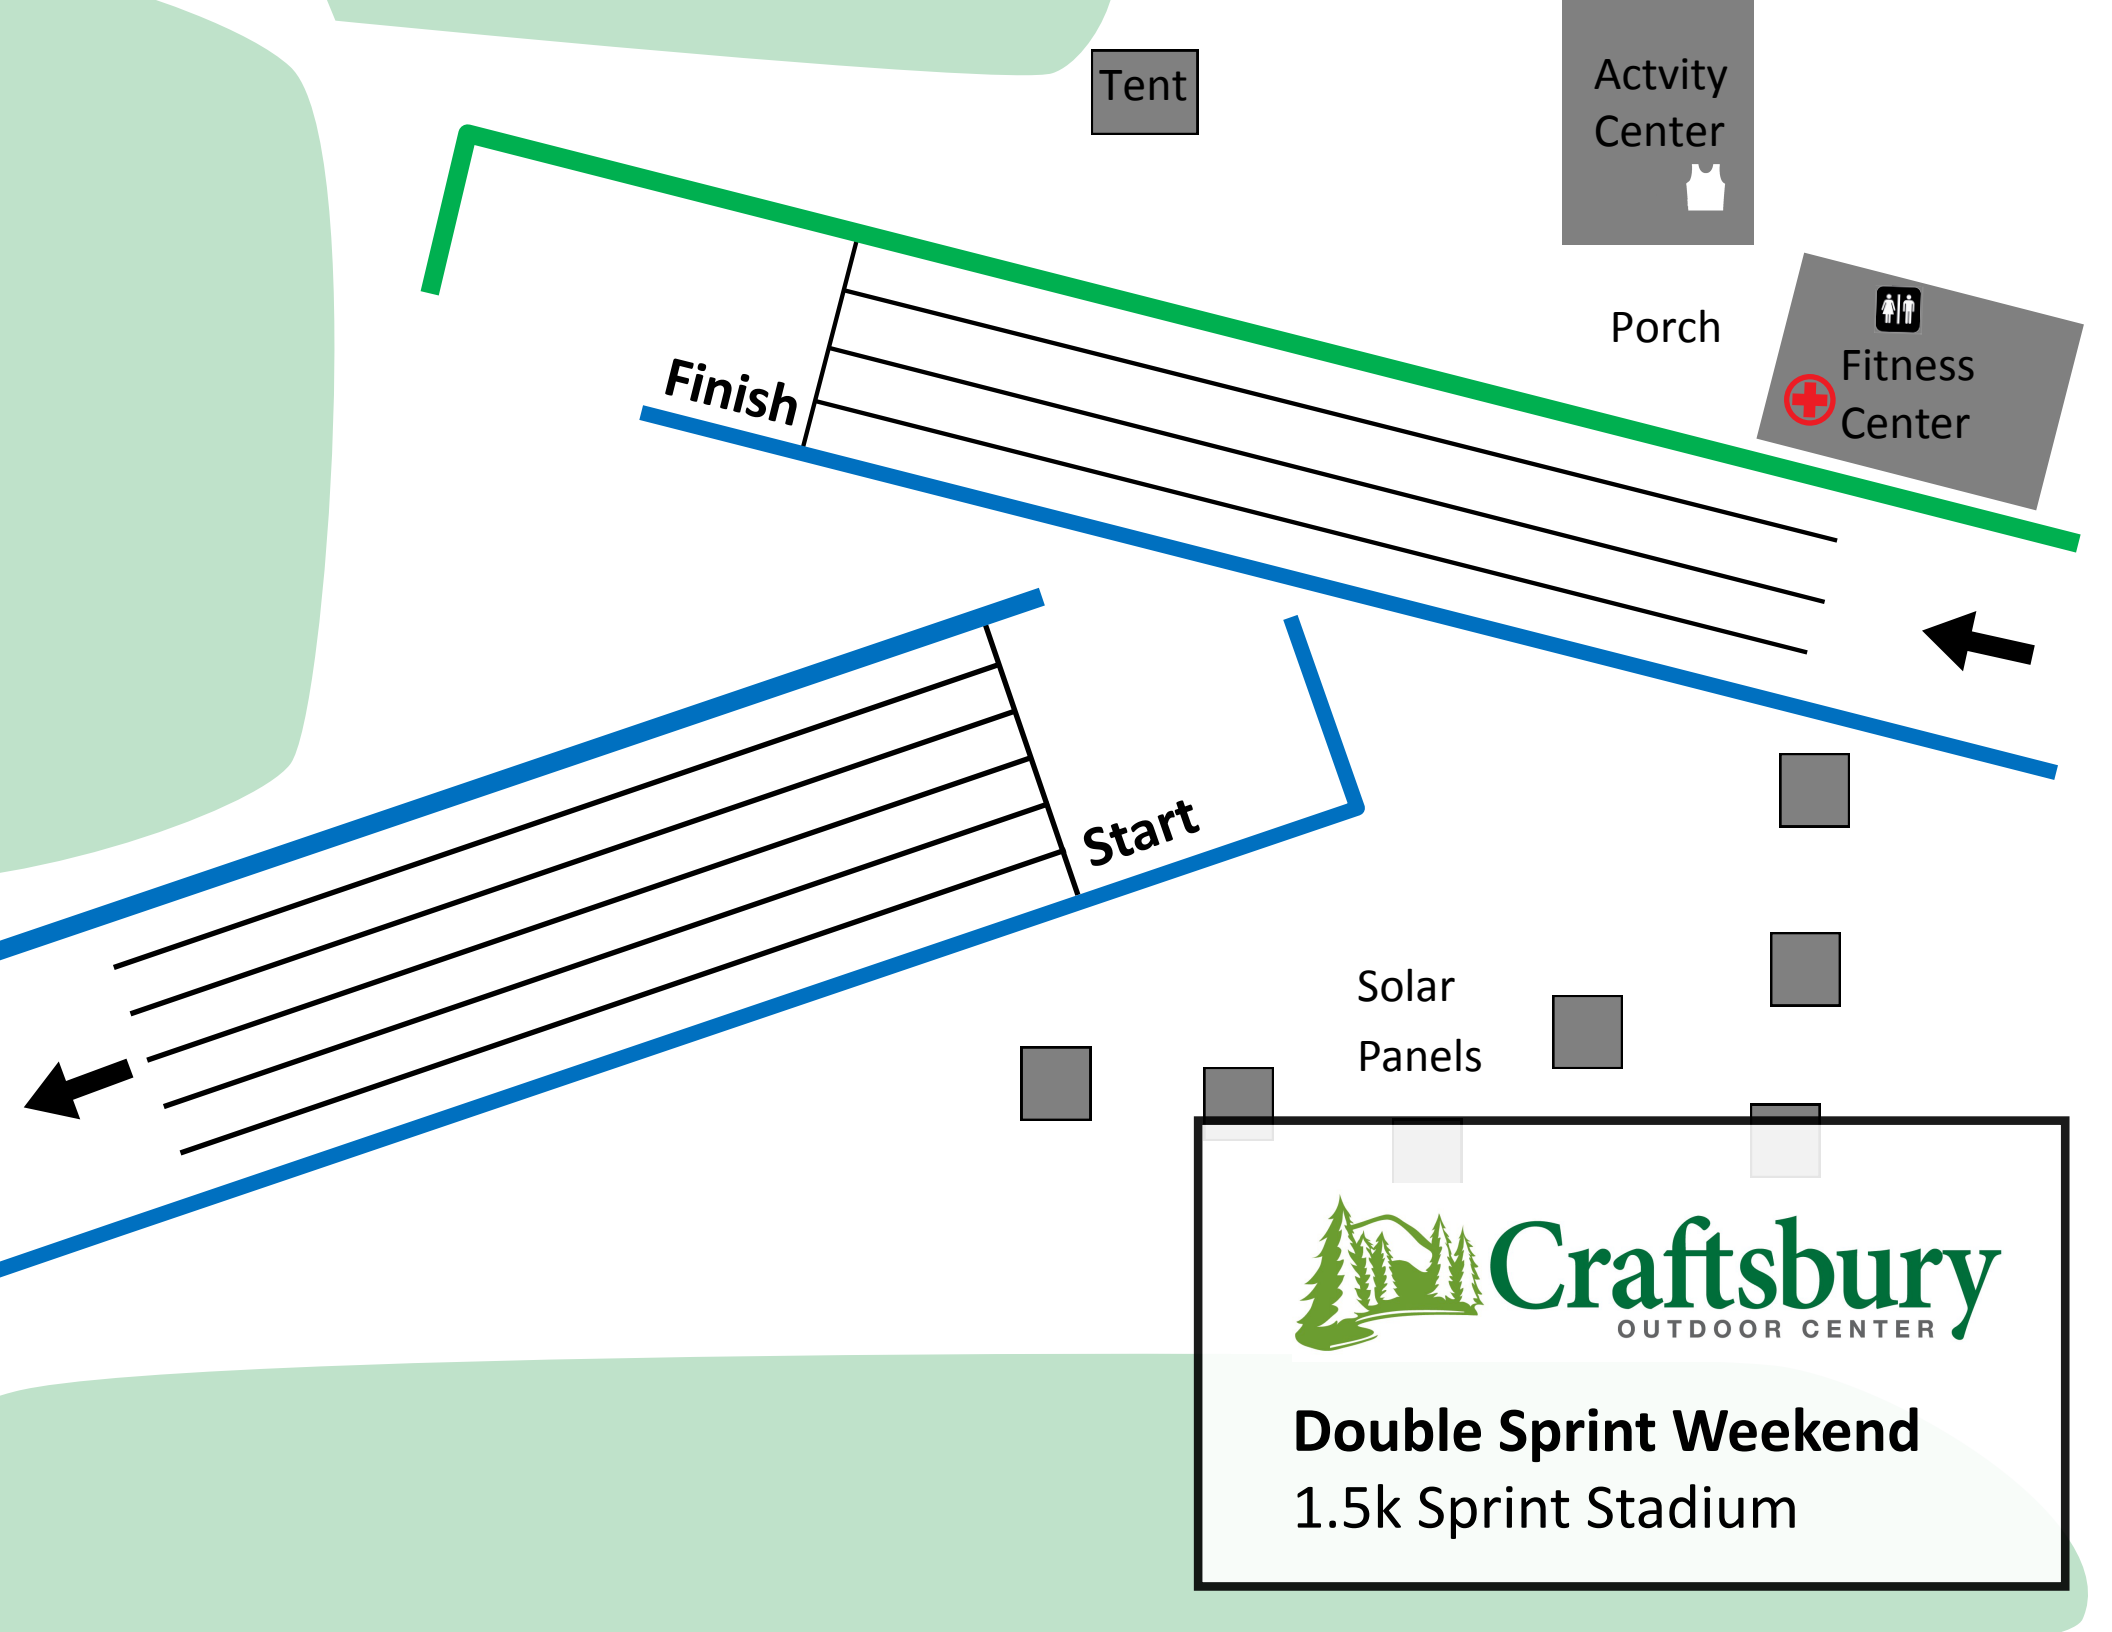 Tent
Actvity
Center
Porch
Fitness
Center
Finish
Start
Solar
Panels
Craftsbury
OUTDOOR CENTER
Double Sprint Weekend
1.5k Sprint Stadium